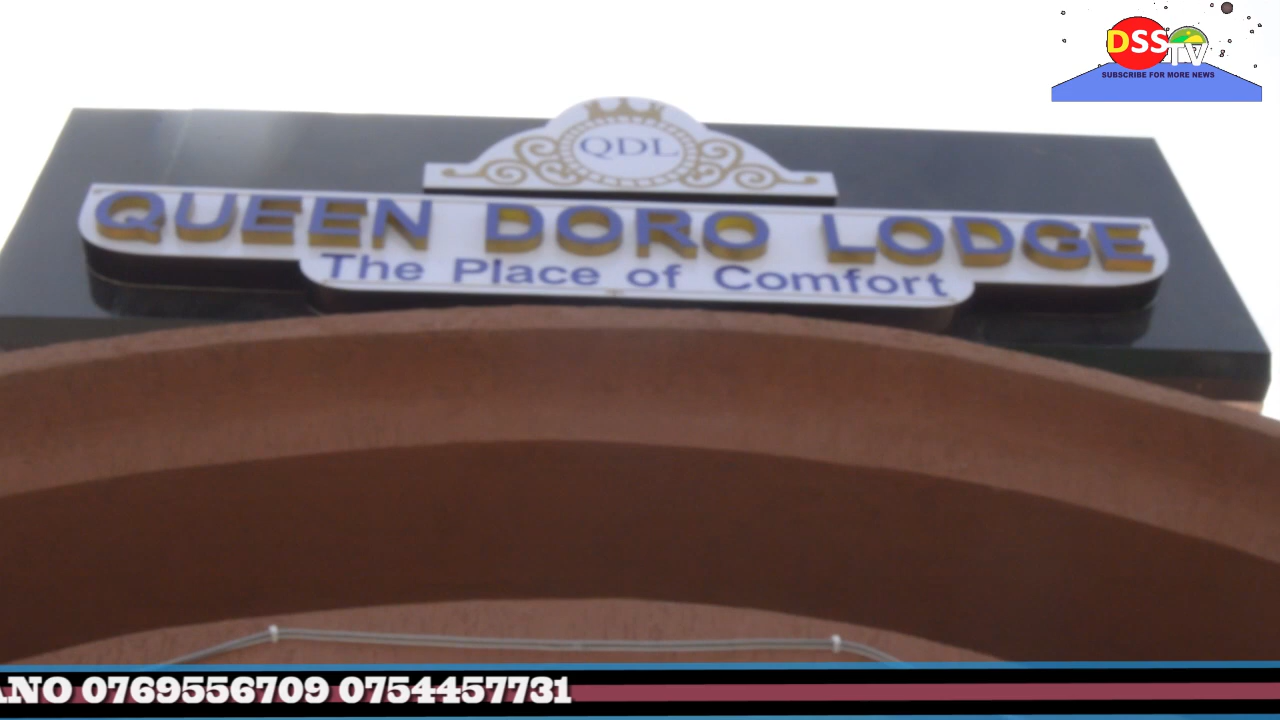 DSS TV
SUBSCRIBE FOR MORE NEWS
QDL
QUEEN DORO LODGE
The Place of Comfort
0769556709 0754457731